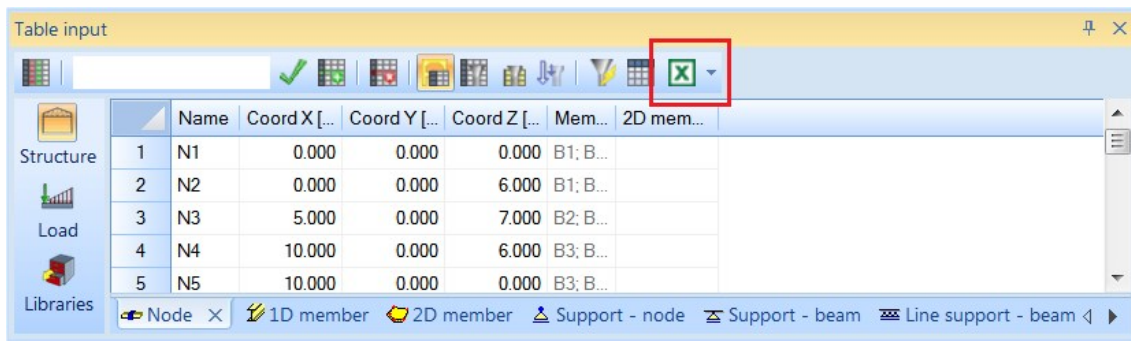 Table input
Name Coord X [... Coord Y [... Coord Z [... Mem... 2D mem...
Structure
1 N1 0.000 0.000 0.000 B1; B...
2 N2 0.000 0.000 6.000 B1; B...
Load
3 N3 5.000 0.000 7.000 B2; B...
4 N4 10.000 0.000 6.000 B3; B...
Libraries
5 N5 10.000 0.000 0.000 B3; B...
Node 1D member 2D member Support - node Support - beam Line support - beam